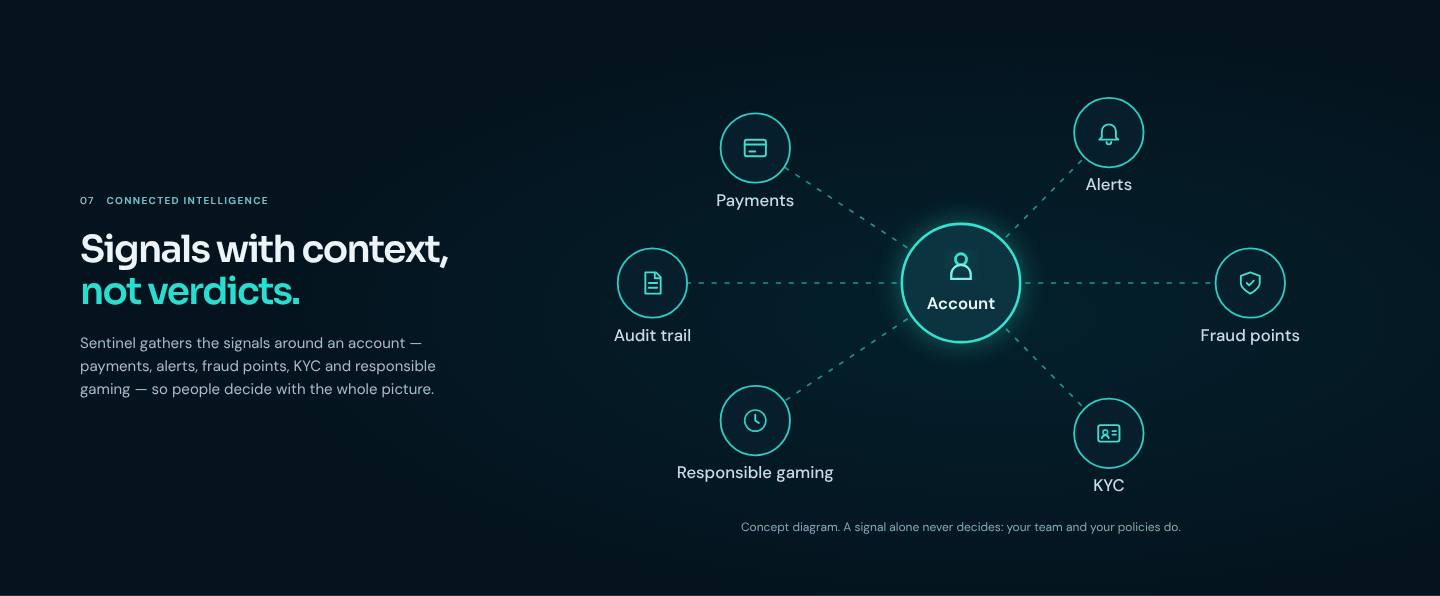 07 CONNECTED INTELLIGENCE
Signals with context,
not verdicts.
Sentinel gathers the signals around an account —
payments, alerts, fraud points, KYC and responsible
gaming — so people decide with the whole picture.
Payments
Alerts
Audit trail
Account
Fraud points
Responsible gaming
KYC
Concept diagram. A signal alone never decides: your team and your policies do.